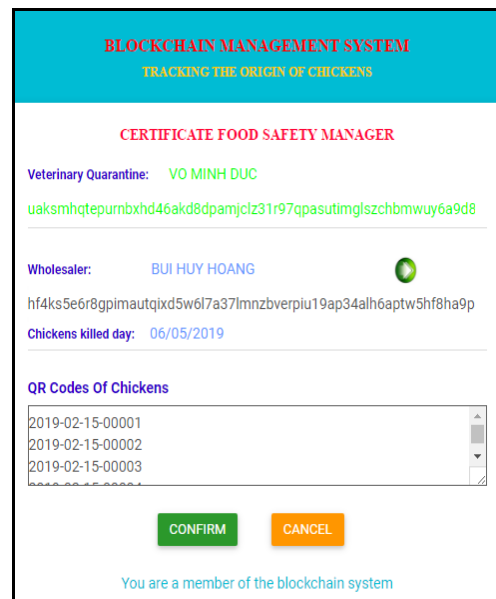 BLOCKCHAIN MANAGEMENT SYSTEM
TRACKING THE ORIGIN OF CHICKENS
CERTIFICATE FOOD SAFETY MANAGER
Veterinary Quarantine: VO MINH DUC
uaksmhqtepurnbxhd46akd8dpamjclz31r97qpasutimglszchbmwuy6a9d8
Wholesaler: BUI HUY HOANG
hf4ks5e6r8gpimautqixd5w6l7a37lmnzbverpiu19ap34alh6aptw5hf8ha9p
Chickens killed day: 06/05/2019
QR Codes Of Chickens
2019-02-15-00001
2019-02-15-00002
2019-02-15-00003
CONFIRM CANCEL
You are a member of the blockchain system